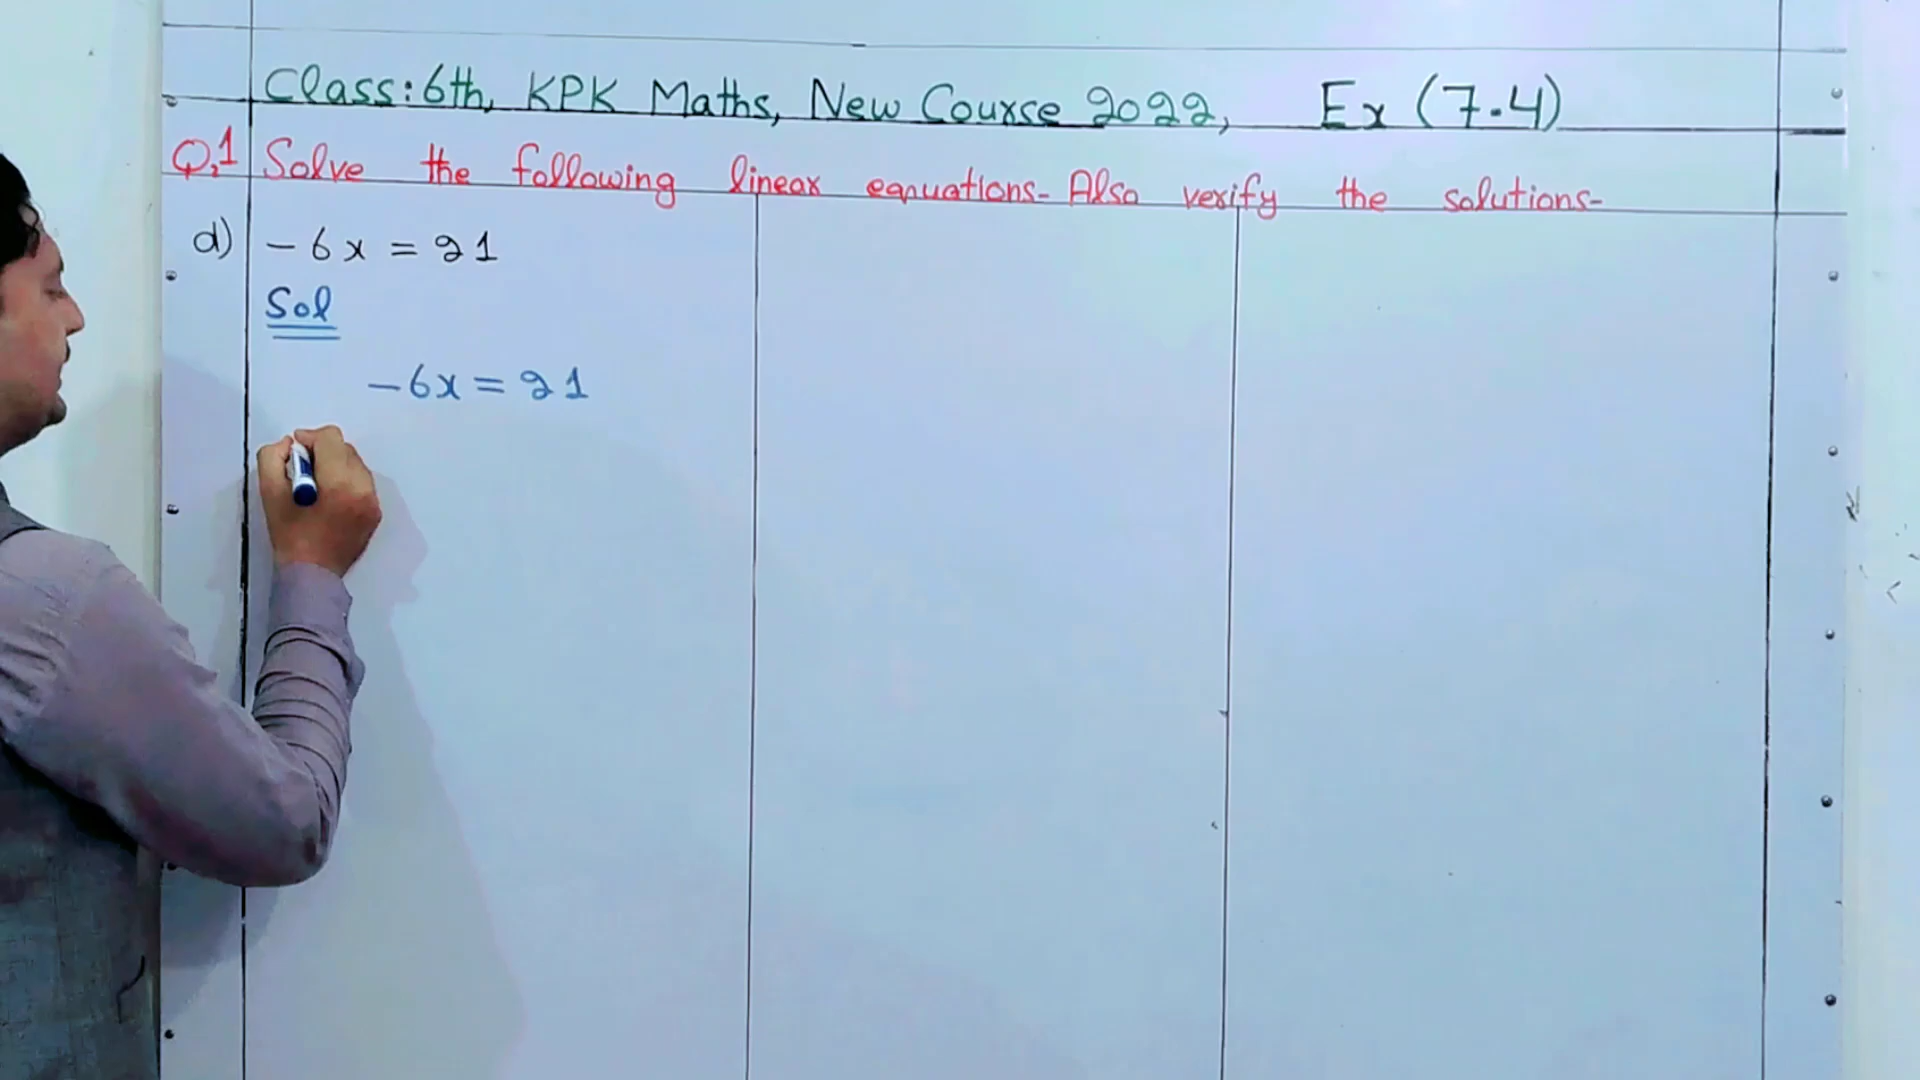 Class: 6th, KPK Maths, New Course 2022, Ex (7.4)
Q.1 Solve the following linear equations. Also verify the solutions.
d) -6x = 21
Sol
-6x = 21